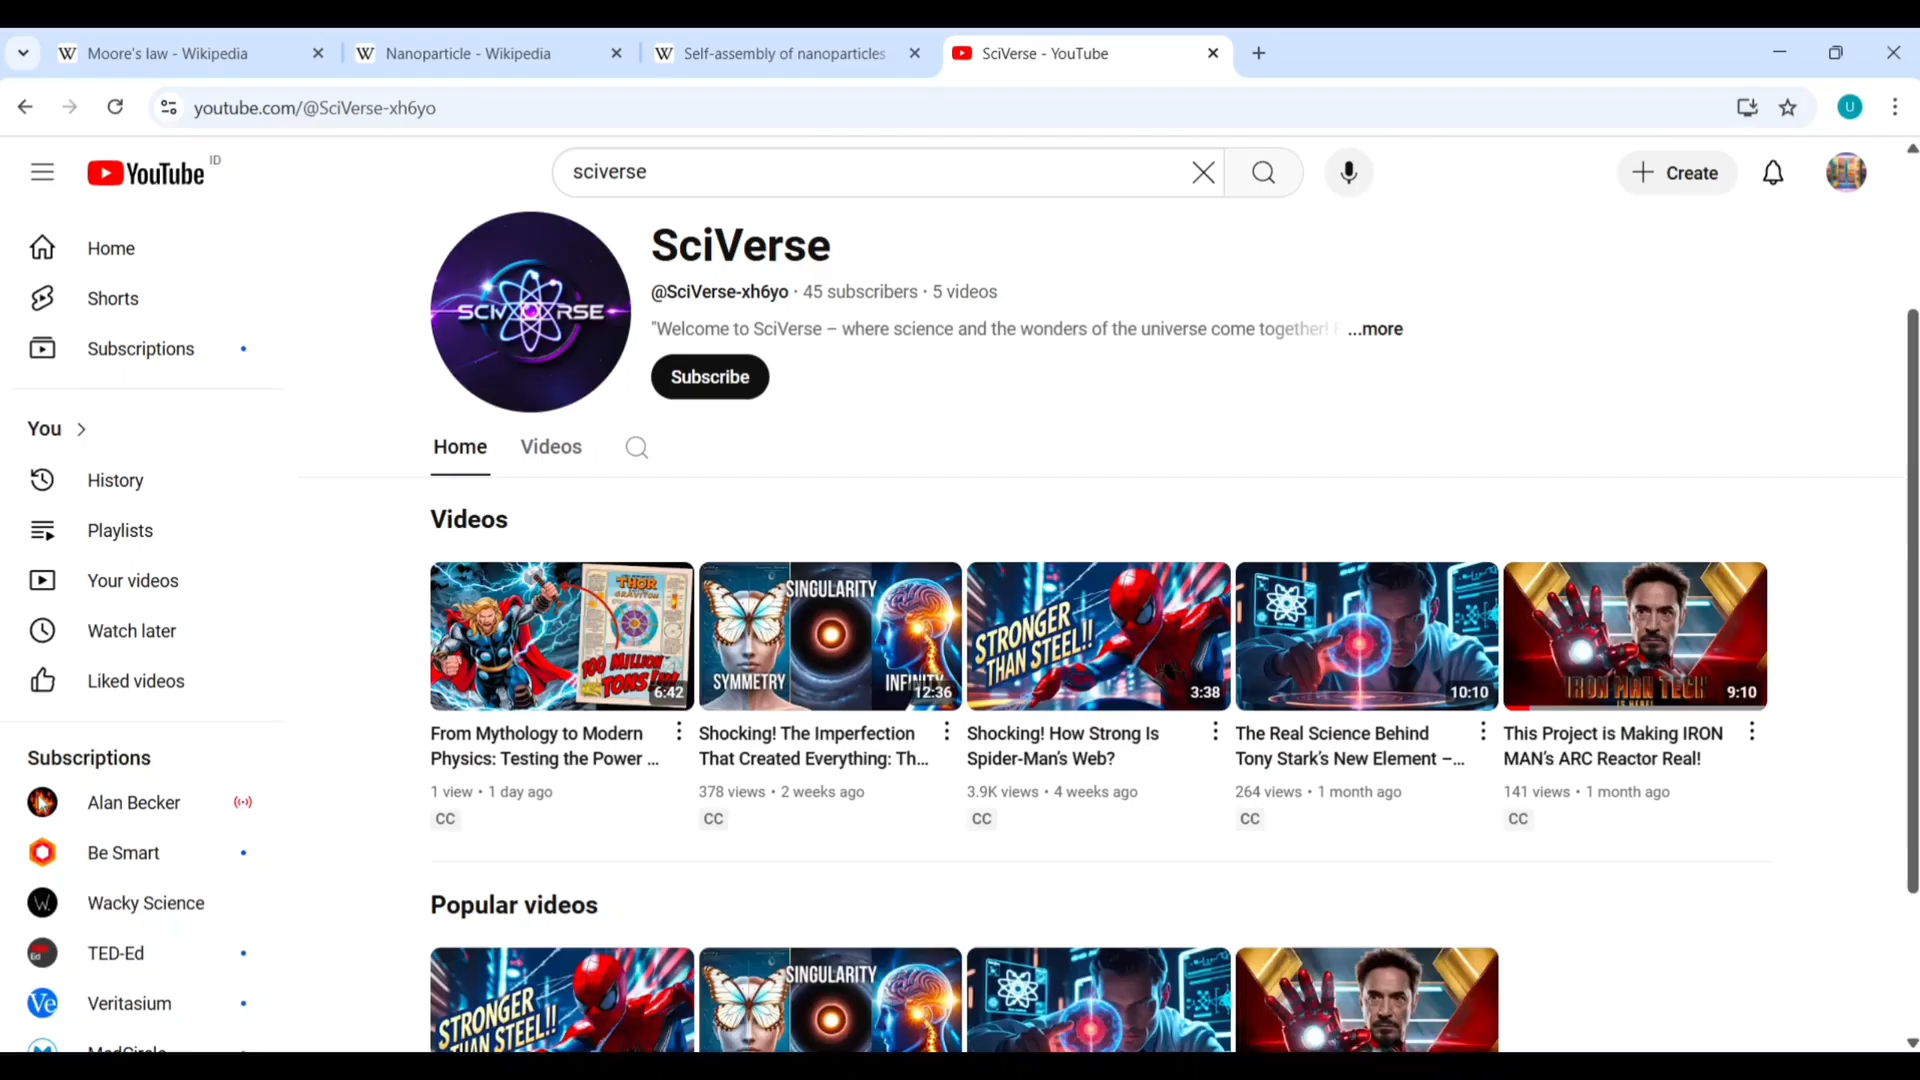 Moore's law - Wikipedia
Nanoparticle - Wikipedia
Self-assembly of nanoparticles
SciVerse - YouTube
youtube.com/@SciVerse-xh6yo
U
YouTube ID
sciverse
Create
Home
Shorts
Subscriptions
You
History
Playlists
Your videos
Watch later
Liked videos
Subscriptions
Alan Becker
Be Smart
Wacky Science
TED-Ed
Veritasium
SciVerse
@SciVerse-xh6yo · 45 subscribers · 5 videos
"Welcome to SciVerse – where science and the wonders of the universe come together! ...more
Subscribe
Home
Videos
Videos
THOR
100 MILLION
TONS!!
6:42
From Mythology to Modern
Physics: Testing the Power ...
1 view • 1 day ago
CC
SINGULARITY
SYMMETRY
INFINITY
12:36
Shocking! The Imperfection
That Created Everything: Th...
378 views • 2 weeks ago
CC
STRONGER
THAN STEEL!!
3:38
Shocking! How Strong Is
Spider-Man’s Web?
3.9K views • 4 weeks ago
CC
10:10
The Real Science Behind
Tony Stark’s New Element –...
264 views • 1 month ago
CC
IRON MAN TECH
9:10
This Project is Making IRON
MAN’s ARC Reactor Real!
141 views • 1 month ago
CC
Popular videos
STRONGER
THAN STEEL!!
SINGULARITY